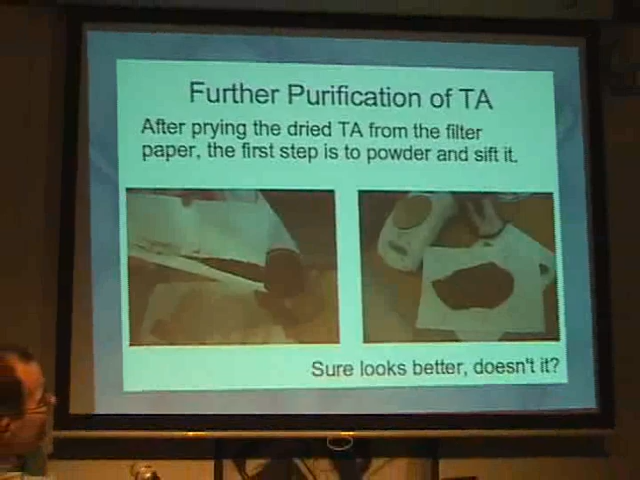 Further Purification of TA
After prying the dried TA from the filter
paper, the first step is to powder and sift it.
Sure looks better, doesn't it?